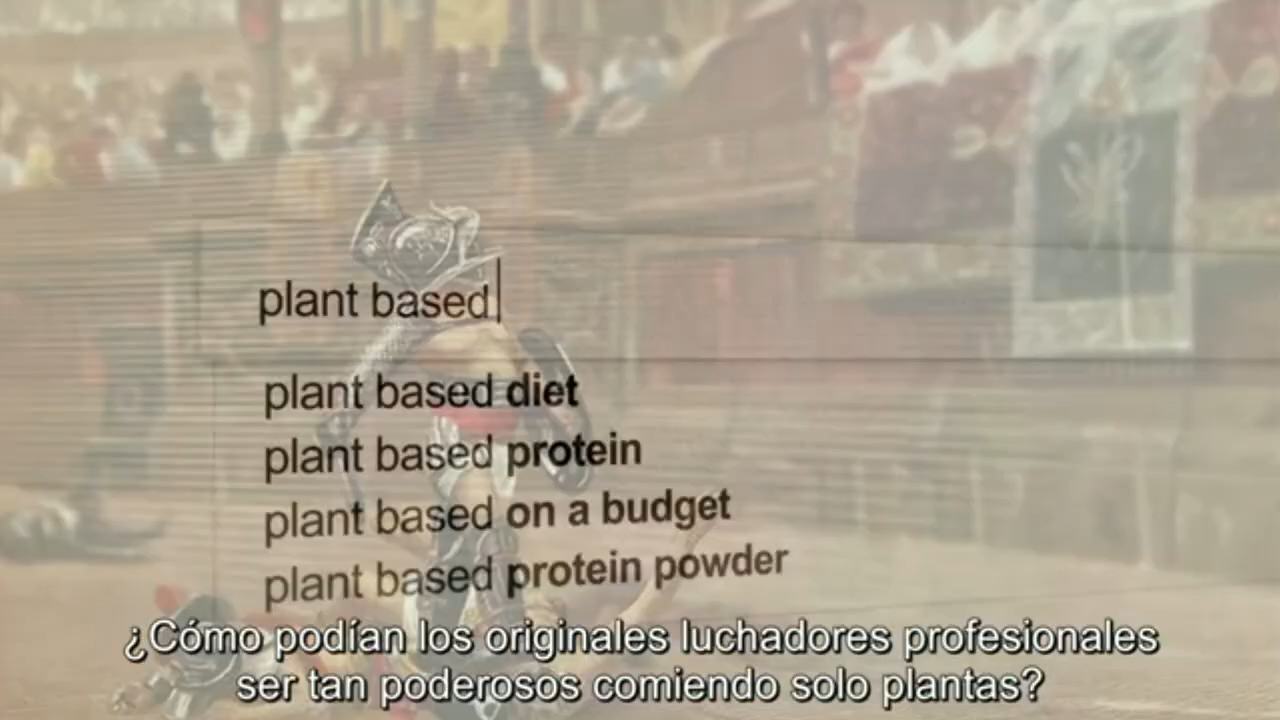 plant based
plant based diet
plant based protein
plant based on a budget
plant based protein powder
¿Cómo podían los originales luchadores profesionales
ser tan poderosos comiendo solo plantas?